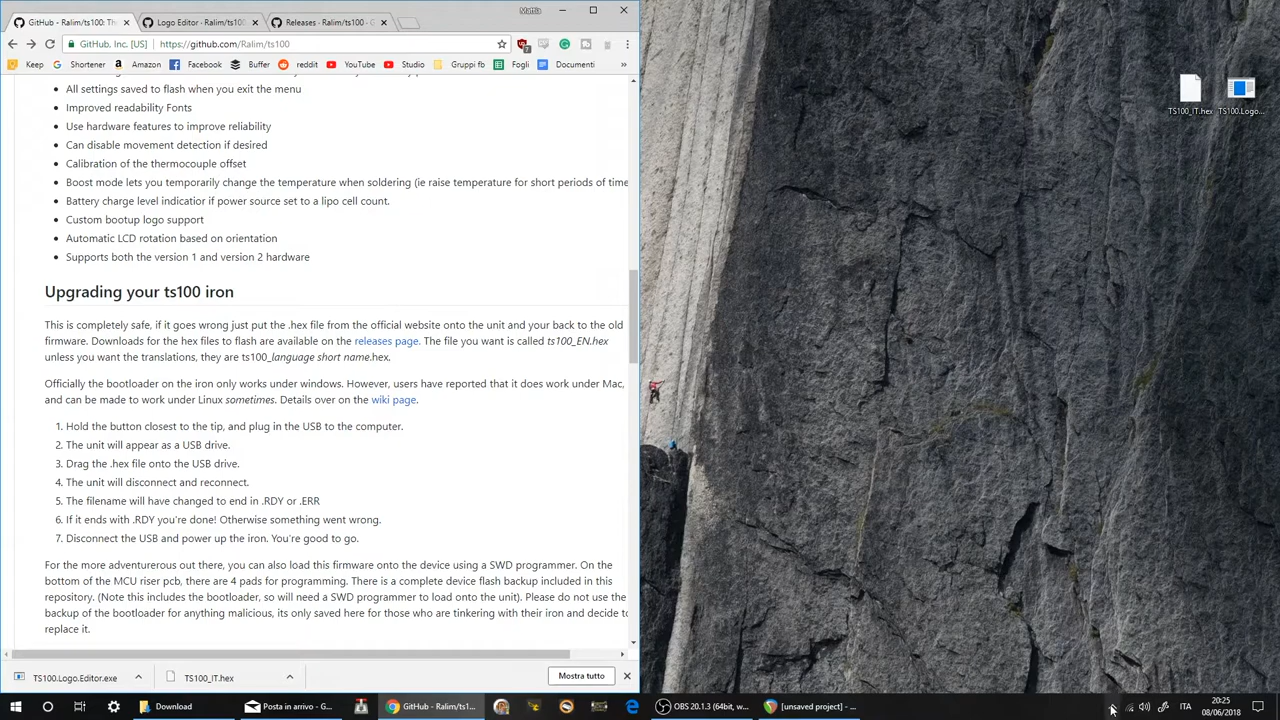 Mattia
GitHub - Ralim/ts100: Th
Logo Editor · Ralim/ts100
Releases · Ralim/ts100 · G
GitHub, Inc. [US]
https://github.com/Ralim/ts100
Keep
Shortener
Amazon
Facebook
Buffer
reddit
YouTube
Studio
Gruppi fb
Fogli
Documenti
»
All settings saved to flash when you exit the menu
Improved readability Fonts
Use hardware features to improve reliability
Can disable movement detection if desired
Calibration of the thermocouple offset
Boost mode lets you temporarily change the temperature when soldering (ie raise temperature for short periods of time
Battery charge level indicatior if power source set to a lipo cell count.
Custom bootup logo support
Automatic LCD rotation based on orientation
Supports both the version 1 and version 2 hardware
Upgrading your ts100 iron
This is completely safe, if it goes wrong just put the .hex file from the official website onto the unit and your back to the old
firmware. Downloads for the hex files to flash are available on the releases page. The file you want is called ts100_EN.hex
unless you want the translations, they are ts100_language short name.hex.
Officially the bootloader on the iron only works under windows. However, users have reported that it does work under Mac,
and can be made to work under Linux sometimes. Details over on the wiki page.
1. Hold the button closest to the tip, and plug in the USB to the computer.
2. The unit will appear as a USB drive.
3. Drag the .hex file onto the USB drive.
4. The unit will disconnect and reconnect.
5. The filename will have changed to end in .RDY or .ERR
6. If it ends with .RDY you're done! Otherwise something went wrong.
7. Disconnect the USB and power up the iron. You're good to go.
For the more adventurerous out there, you can also load this firmware onto the device using a SWD programmer. On the
bottom of the MCU riser pcb, there are 4 pads for programming. There is a complete device flash backup included in this
repository. (Note this includes the bootloader, so will need a SWD programmer to load onto the unit). Please do not use the
backup of the bootloader for anything malicious, its only saved here for those who are tinkering with their iron and decide to
replace it.
TS100.Logo.Editor.exe
TS100_IT.hex
Mostra tutto
TS100_IT.hex
TS100.Logo...
Download
Posta in arrivo - G...
GitHub - Ralim/ts1...
OBS 20.1.3 (64bit, w...
[unsaved project] - ...
ITA
20:25
08/06/2018